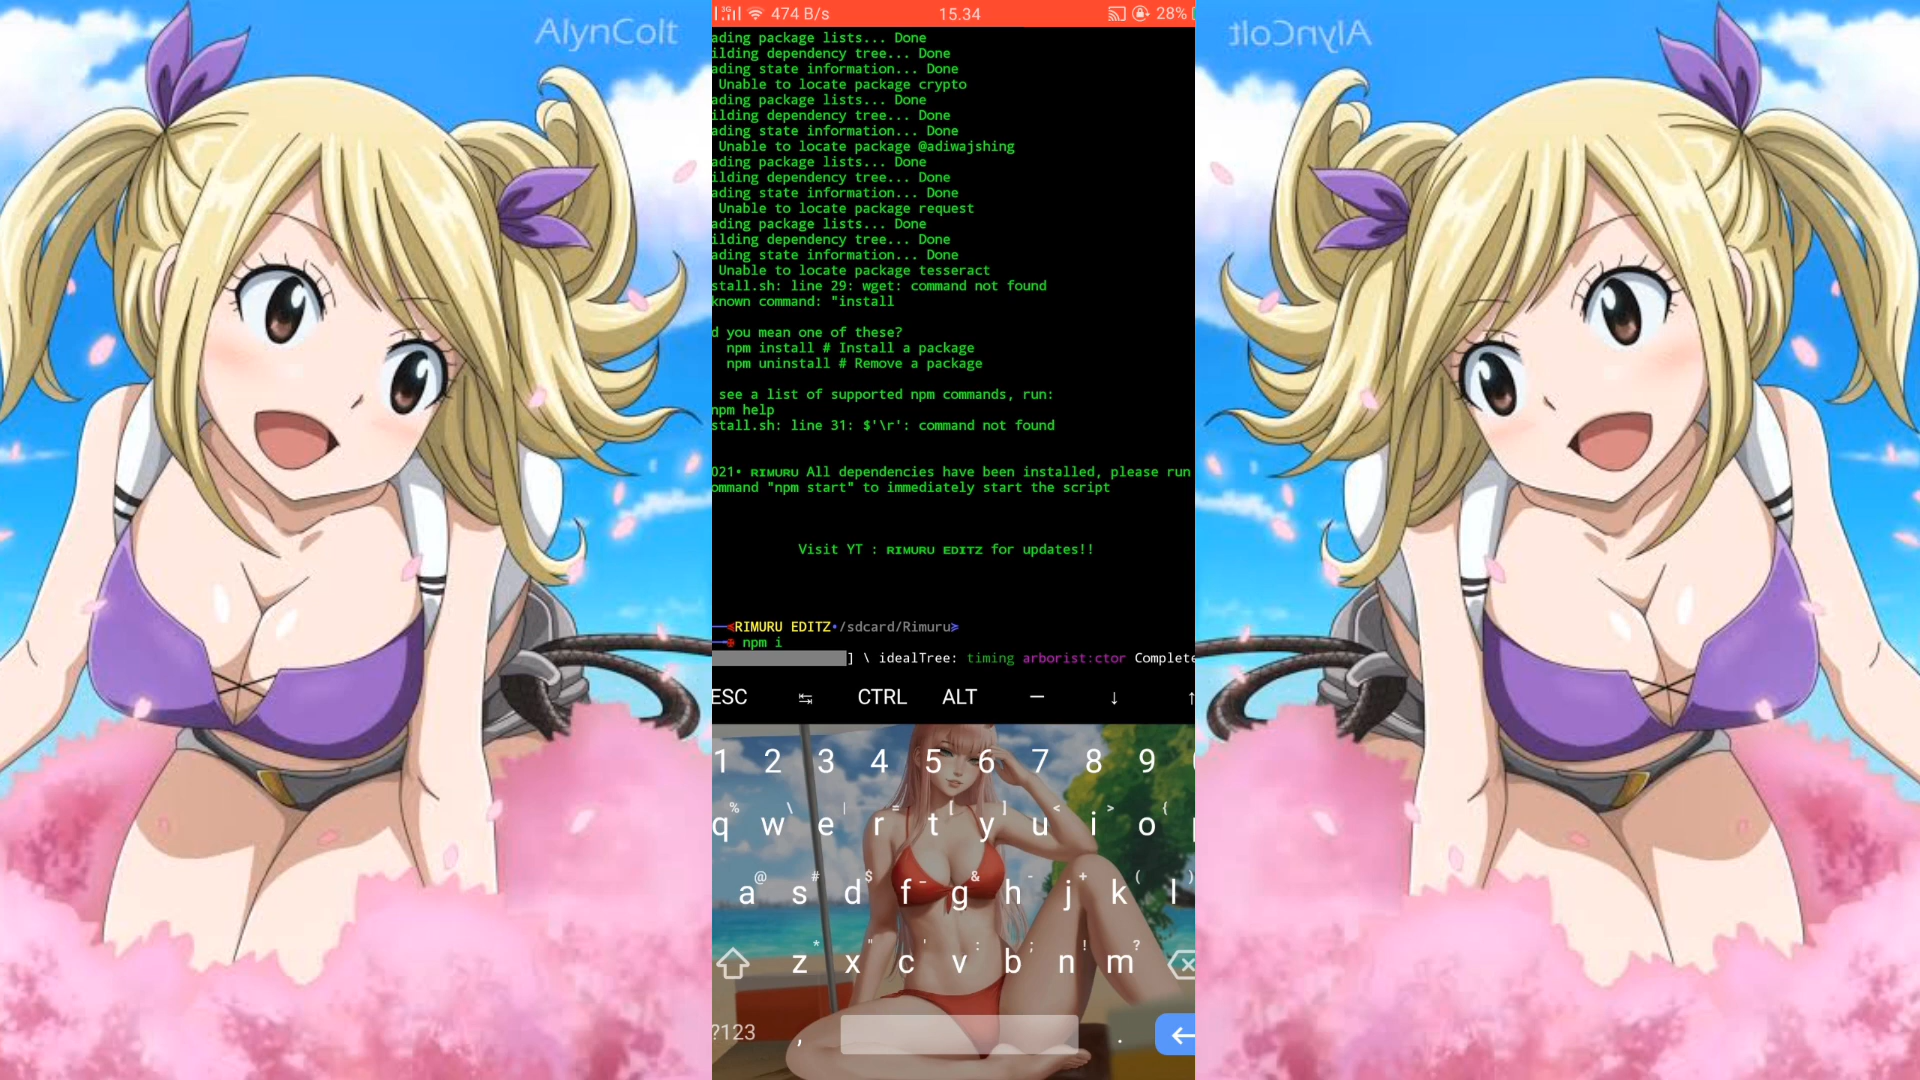 AlynColt
474 B/s 15.34 28%
ading package lists... Done
ilding dependency tree... Done
ading state information... Done
Unable to locate package crypto
ading package lists... Done
ilding dependency tree... Done
ading state information... Done
Unable to locate package @adiwajshing
ading package lists... Done
ilding dependency tree... Done
ading state information... Done
Unable to locate package request
ading package lists... Done
ilding dependency tree... Done
ading state information... Done
Unable to locate package tesseract
stall.sh: line 29: wget: command not found
known command: "install
d you mean one of these?
npm install # Install a package
npm uninstall # Remove a package
see a list of supported npm commands, run:
npm help
stall.sh: line 31: $'\r': command not found
021• ʀɪᴍᴜʀᴜ All dependencies have been installed, please run
ommand "npm start" to immediately start the script
Visit YT : ʀɪᴍᴜʀᴜ ᴇᴅɪᴛᴢ for updates!!
RIMURU EDITZ•/sdcard/Rimuru
npm i
] \ idealTree: timing arborist:ctor Complete
ESC ↹ CTRL ALT — ↓ ↑
1 2 3 4 5 6 7 8 9
% \ | = [ ] < > {
q w e r t y u i o
@ # $ _ & - + ( )
a s d f g h j k l
* " ' : ; ! ?
z x c v b n m
?123 , .
AlynColt